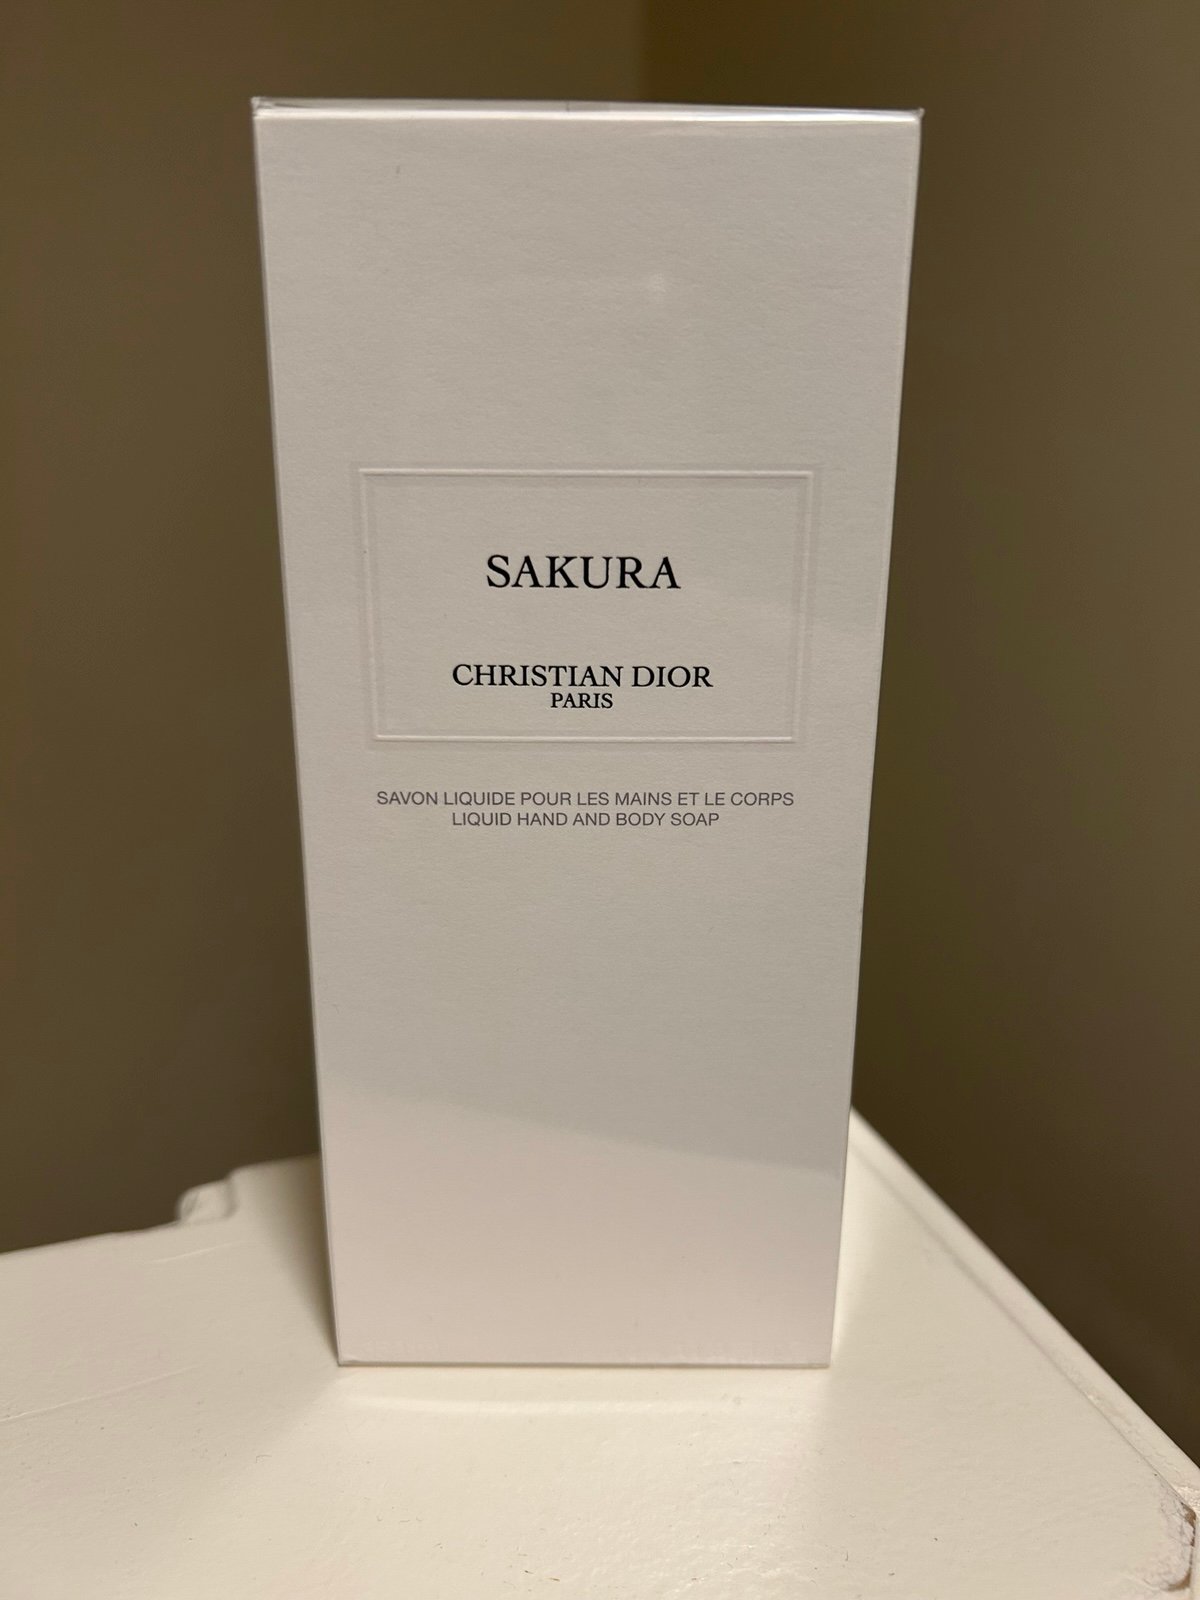 SAKURA
CHRISTIAN DIOR
PARIS
SAVON LIQUIDE POUR LES MAINS ET LE CORPS
LIQUID HAND AND BODY SOAP